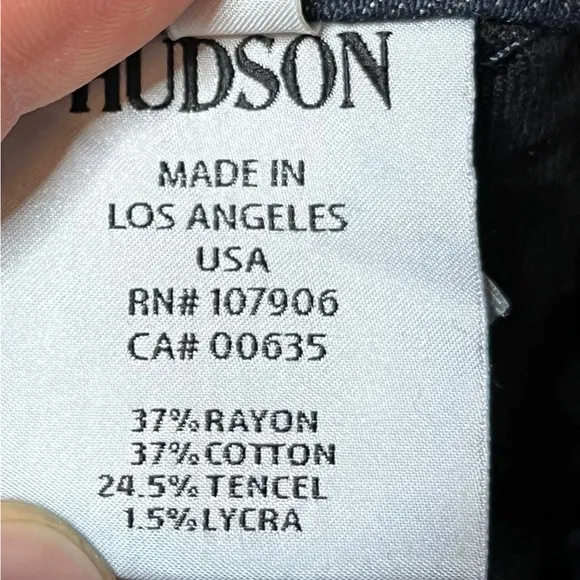 HUDSON
MADE IN
LOS ANGELES
USA
RN# 107906
CA# 00635
37% RAYON
37% COTTON
24.5% TENCEL
1.5% LYCRA